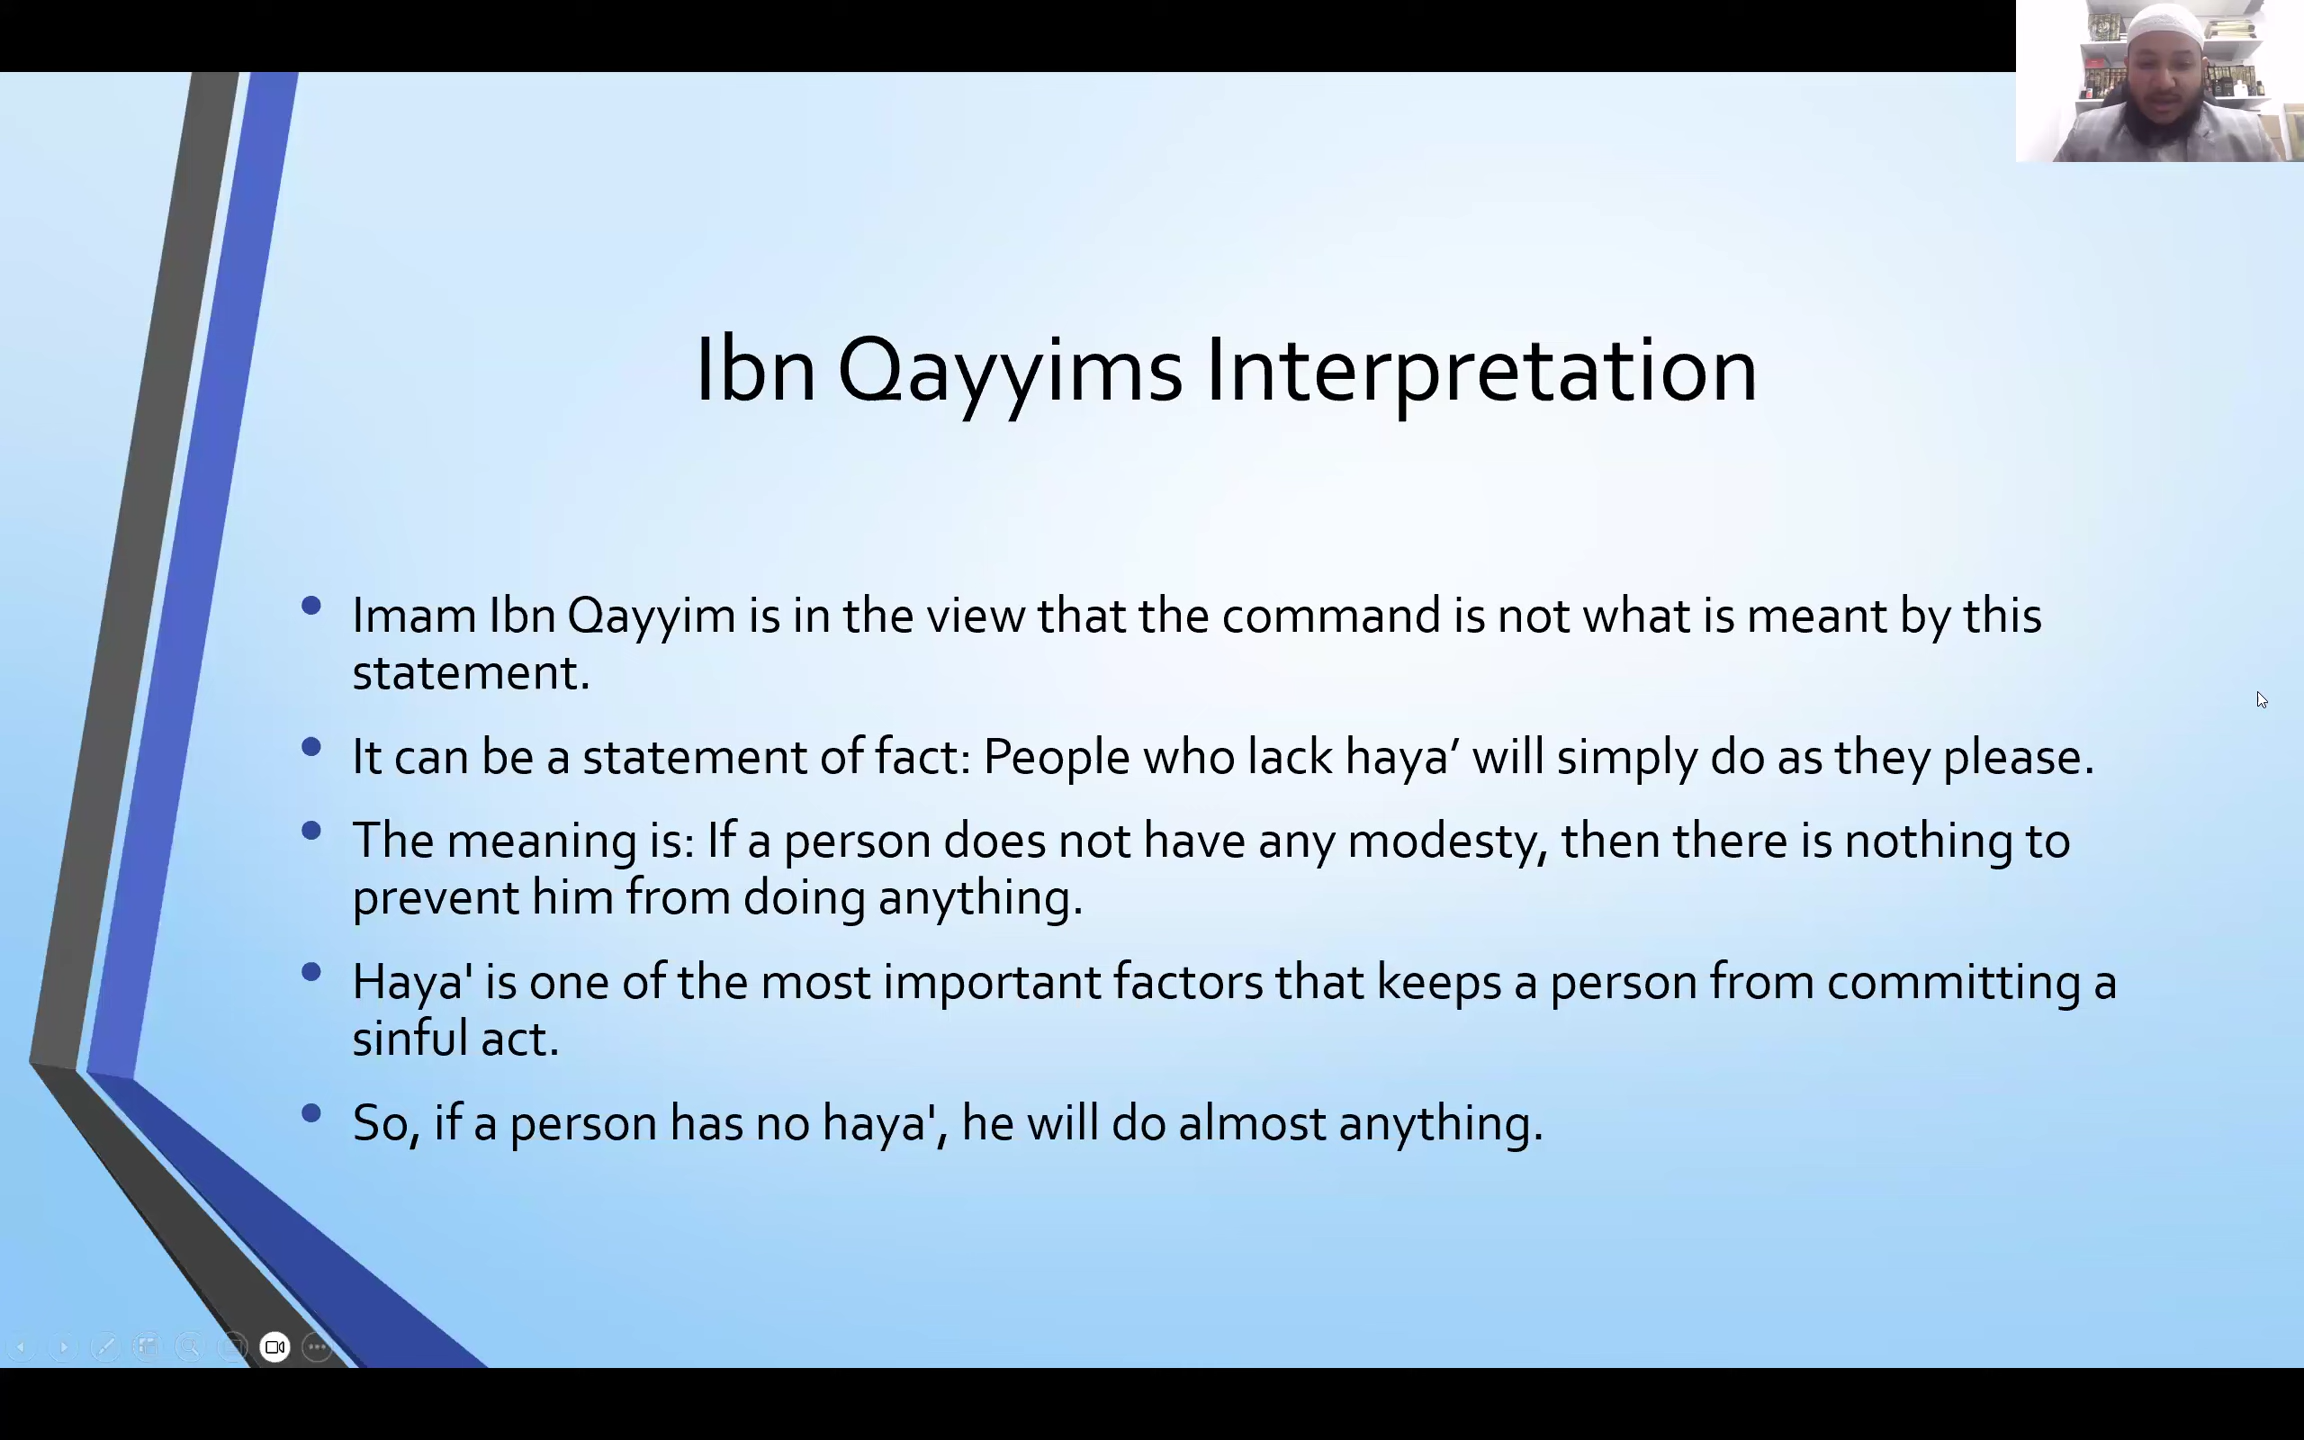 Ibn Qayyims Interpretation
• Imam Ibn Qayyim is in the view that the command is not what is meant by this
statement.
• It can be a statement of fact: People who lack haya’ will simply do as they please.
• The meaning is: If a person does not have any modesty, then there is nothing to
prevent him from doing anything.
• Haya' is one of the most important factors that keeps a person from committing a
sinful act.
• So, if a person has no haya', he will do almost anything.